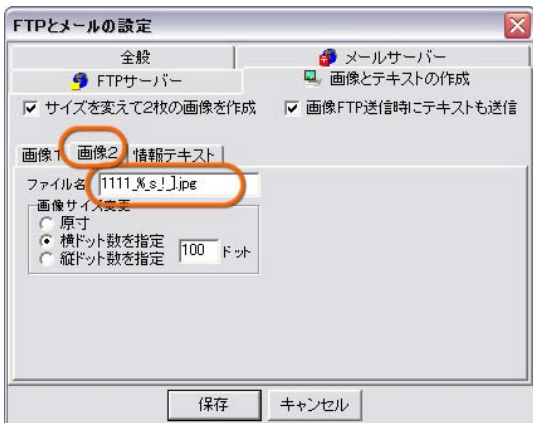 FTPとメールの設定
全般
メールサーバー
FTPサーバー
画像とテキストの作成
サイズを変えて2枚の画像を作成
画像FTP送信時にテキストも送信
画像1
画像2
情報テキスト
ファイル名
1111_%_s_!_].jpg
画像サイズ変更
原寸
横ドット数を指定
縦ドット数を指定
100
ドット
保存
キャンセル